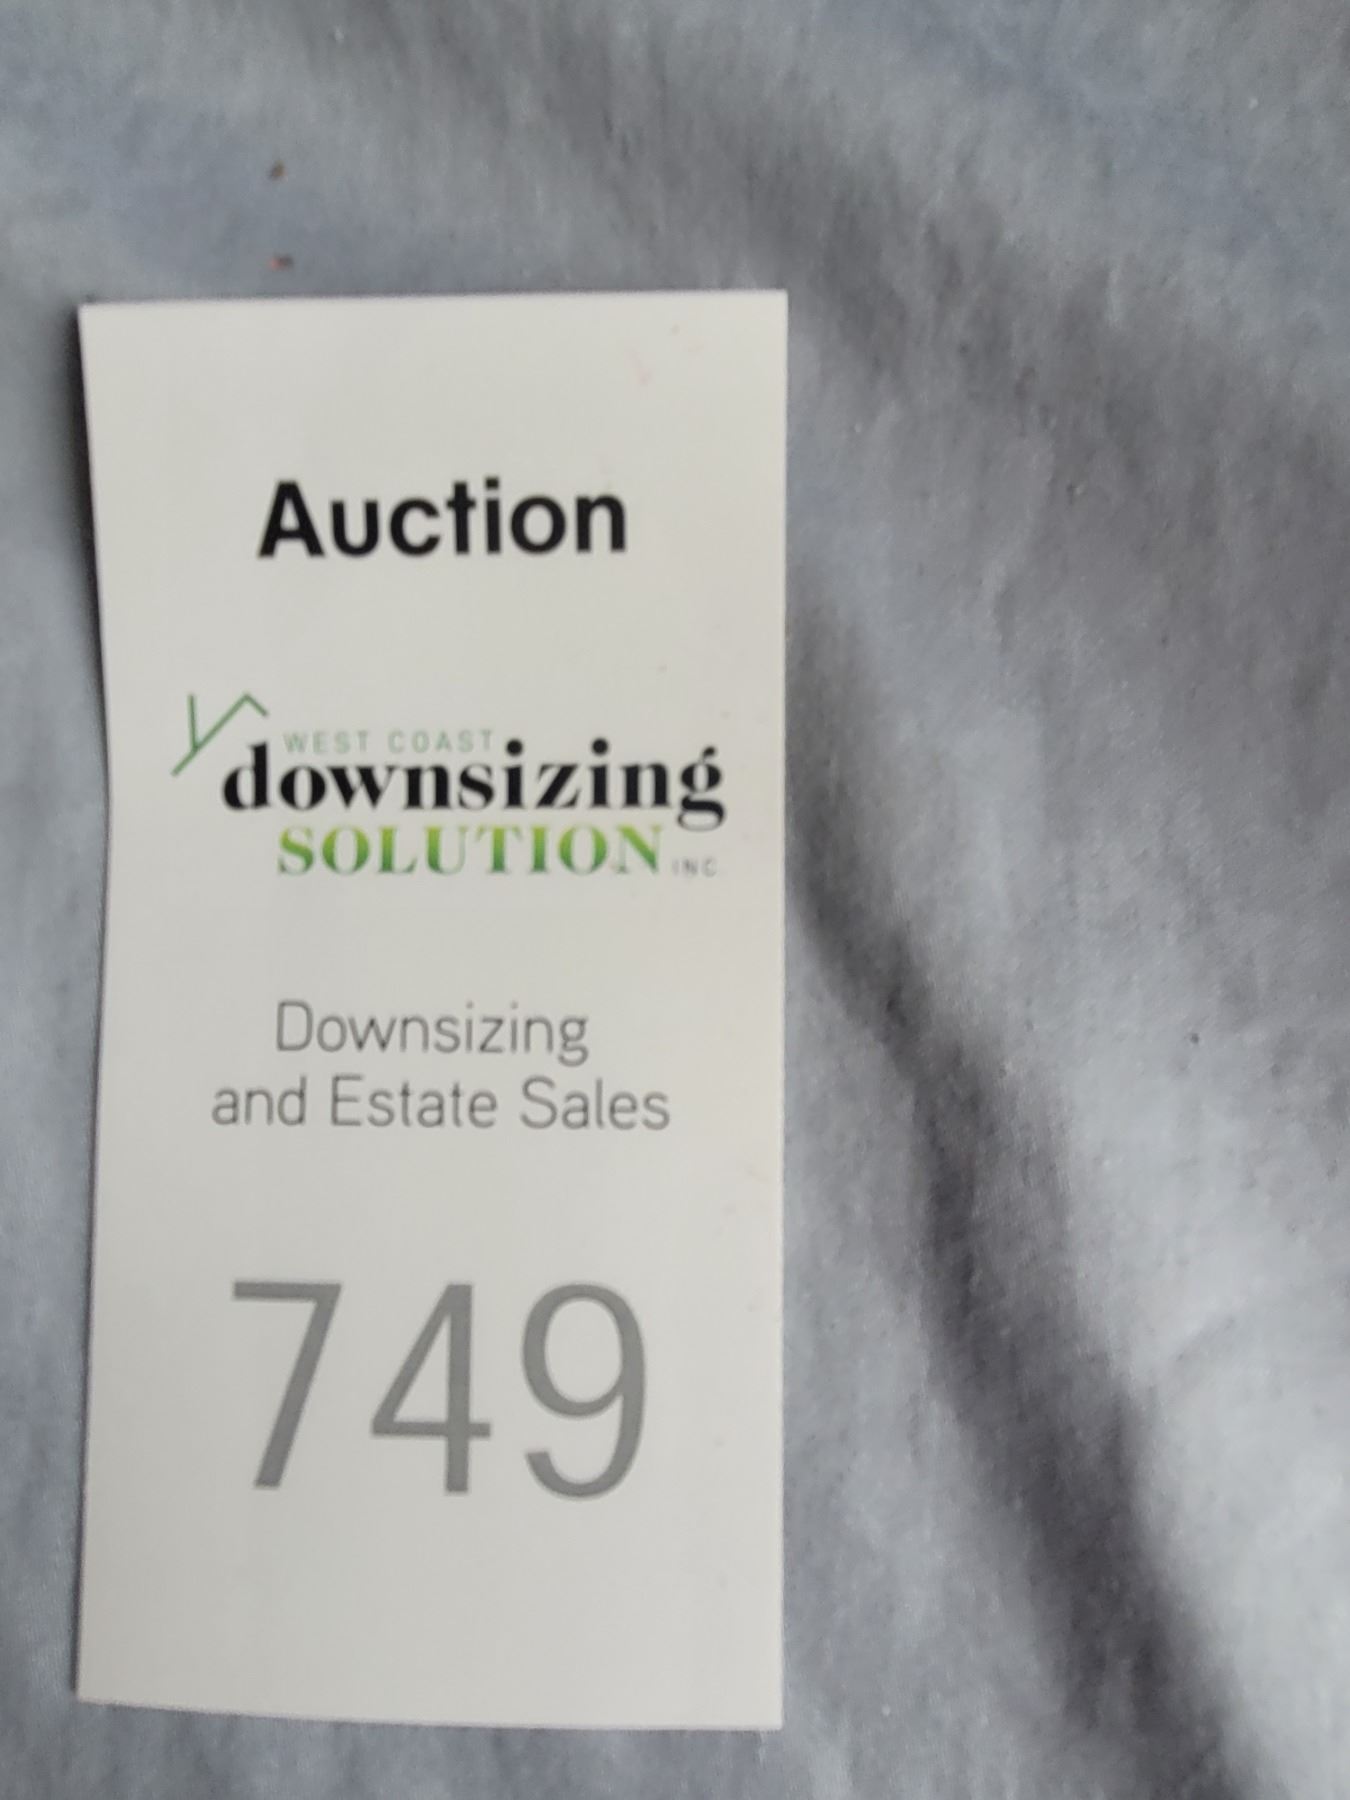 Auction
WEST COAST
downsizing
SOLUTION INC
Downsizing
and Estate Sales
749